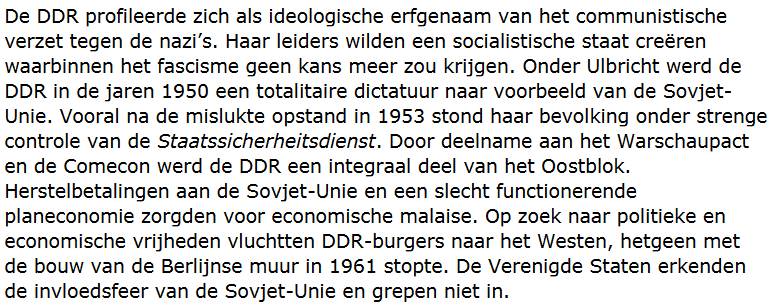 De DDR profileerde zich als ideologische erfgenaam van het communistische
verzet tegen de nazi’s. Haar leiders wilden een socialistische staat creëren
waarbinnen het fascisme geen kans meer zou krijgen. Onder Ulbricht werd de
DDR in de jaren 1950 een totalitaire dictatuur naar voorbeeld van de Sovjet-
Unie. Vooral na de mislukte opstand in 1953 stond haar bevolking onder strenge
controle van de Staatssicherheitsdienst. Door deelname aan het Warschaupact
en de Comecon werd de DDR een integraal deel van het Oostblok.
Herstelbetalingen aan de Sovjet-Unie en een slecht functionerende
planeconomie zorgden voor economische malaise. Op zoek naar politieke en
economische vrijheden vluchtten DDR-burgers naar het Westen, hetgeen met
de bouw van de Berlijnse muur in 1961 stopte. De Verenigde Staten erkenden
de invloedsfeer van de Sovjet-Unie en grepen niet in.